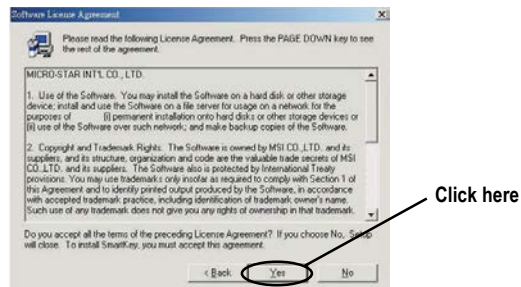 Software License Agreement
Please read the following License Agreement. Press the PAGE DOWN key to see
the rest of the agreement.
MICRO-STAR INT'L CO., LTD.
1. Use of the Software. You may install the Software on a hard disk or other storage
device; install and use the Software on a file server for usage on a network for the
purposes of (i) permanent installation onto hard disks or other storage devices or
(ii) use of the Software over such network; and make backup copies of the Software.
2. Copyright and Trademark Rights. The Software is owned by MSI CO.,LTD. and its
suppliers, and its structure, organization and code are the valuable trade secrets of MSI
CO.,LTD. and its suppliers. The Software also is protected by International Treaty
provisions. You may use trademarks only insofar as required to comply with Section 1 of
this Agreement and to identify printed output produced by the Software, in accordance
with accepted trademark practice, including identification of trademark owner's name.
Such use of any trademark does not give you any rights of ownership in that trademark.
Click here
Do you accept all the terms of the preceding License Agreement? If you choose No, Setup
will close. To install SmartKey, you must accept this agreement.
< Back
Yes
No